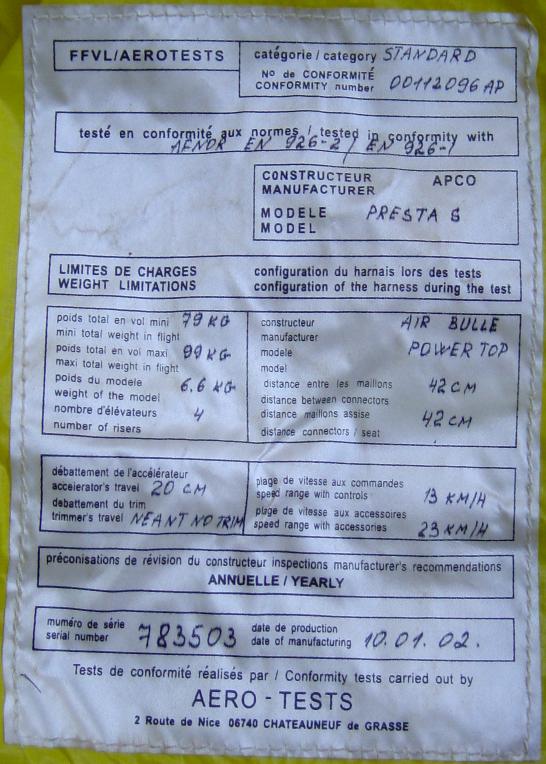 FFVL/AEROTESTS
catégorie / category STANDARD
No de CONFORMITÉ
CONFORMITY number 00112096 AP
testé en conformité aux normes / tested in conformity with
AFNOR EN 926-2 / EN 926-1
CONSTRUCTEUR APCO
MANUFACTURER
MODELE PRESTA S
MODEL
LIMITES DE CHARGES
WEIGHT LIMITATIONS
configuration du harnais lors des tests
configuration of the harness during the test
poids total en vol mini 79 KG
mini total weight in flight
poids total en vol maxi 99 KG
maxi total weight in flight
poids du modele 6.6 KG
weight of the model
nombre d'élévateurs 4
number of risers
constructeur AIR BULLE
manufacturer
modele POWER TOP
model
distance entre les maillons 42 CM
distance between connectors
distance maillons assise 42 CM
distance connectors / seat
débattement de l'accélérateur
accelerator's travel 20 CM
debattement du trim
trimmer's travel NEANT NO TRIM
plage de vitesse aux commandes
speed range with controls 13 KM/H
plage de vitesse aux accessoires
speed range with accessories 23 KM/H
préconisations de révision du constructeur inspections manufacturer's recommendations
ANNUELLE / YEARLY
muméro de série
serial number 783503
date de production
date of manufacturing 10.01.02.
Tests de conformité réalisés par / Conformity tests carried out by
AERO - TESTS
2 Route de Nice 06740 CHATEAUNEUF de GRASSE